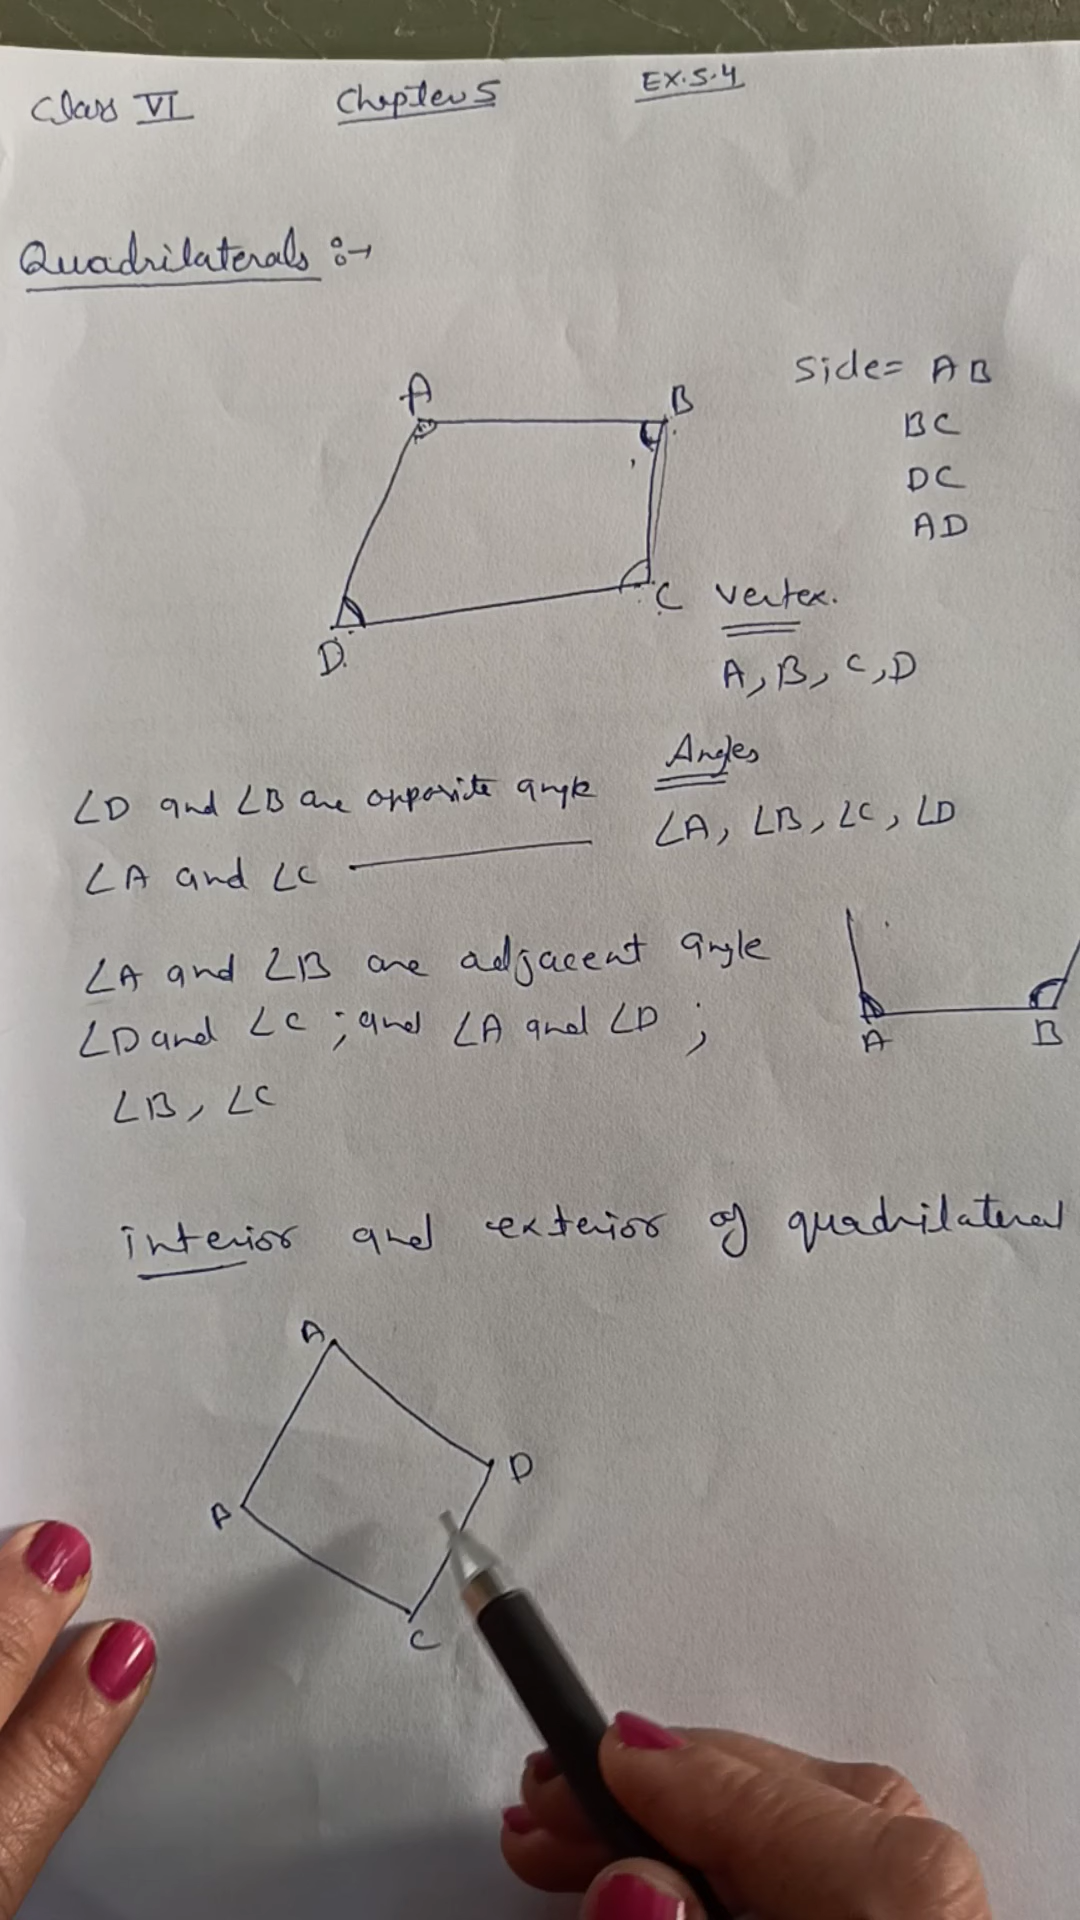 Class VI Chapter 5 EX.5.4
Quadrilaterals :→
A B
Side= AB
BC
DC
AD
D C
Vertex.
A, B, C, D
Angles
∠A, ∠B, ∠C, ∠D
∠D and ∠B are opposite angle
∠A and ∠C ————
∠A and ∠B are adjacent angle
∠D and ∠C ; and ∠A and ∠D ;
∠B, ∠C
A B
interior and exterior of quadrilateral
A
D
B
C